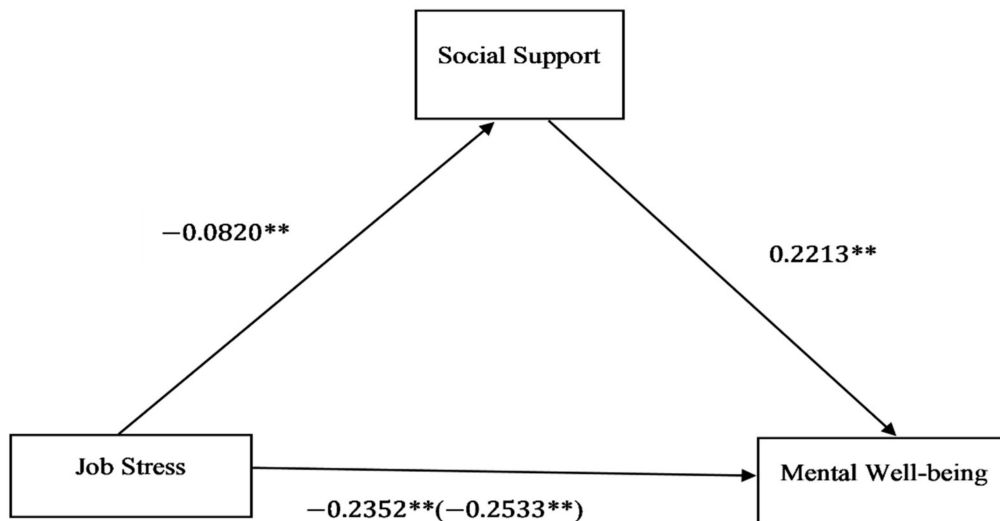 Social Support
−0.0820**
0.2213**
Job Stress
Mental Well-being
−0.2352**(−0.2533**)